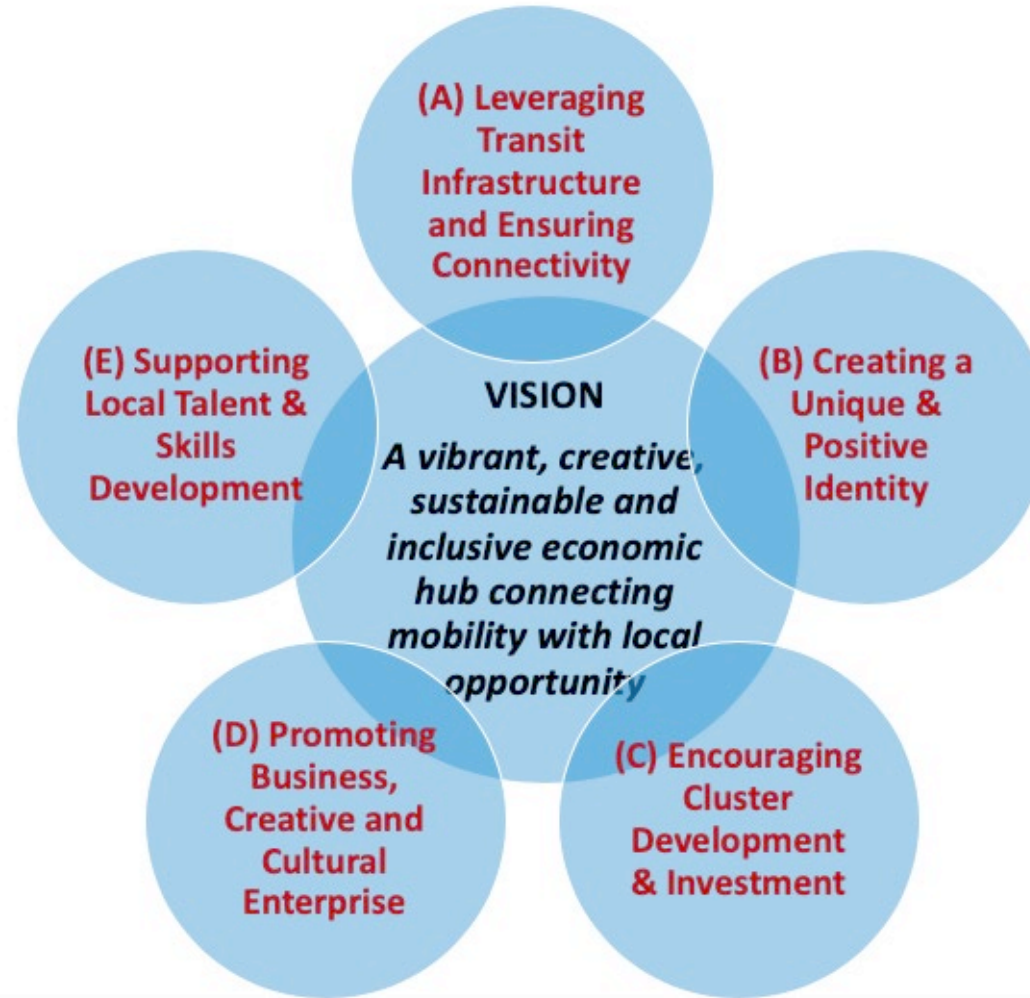 (A) Leveraging
Transit
Infrastructure
and Ensuring
Connectivity
(B) Creating a
Unique &
Positive
Identity
(C) Encouraging
Cluster
Development
& Investment
(D) Promoting
Business,
Creative and
Cultural
Enterprise
(E) Supporting
Local Talent &
Skills
Development
VISION
A vibrant, creative,
sustainable and
inclusive economic
hub connecting
mobility with local
opportunity